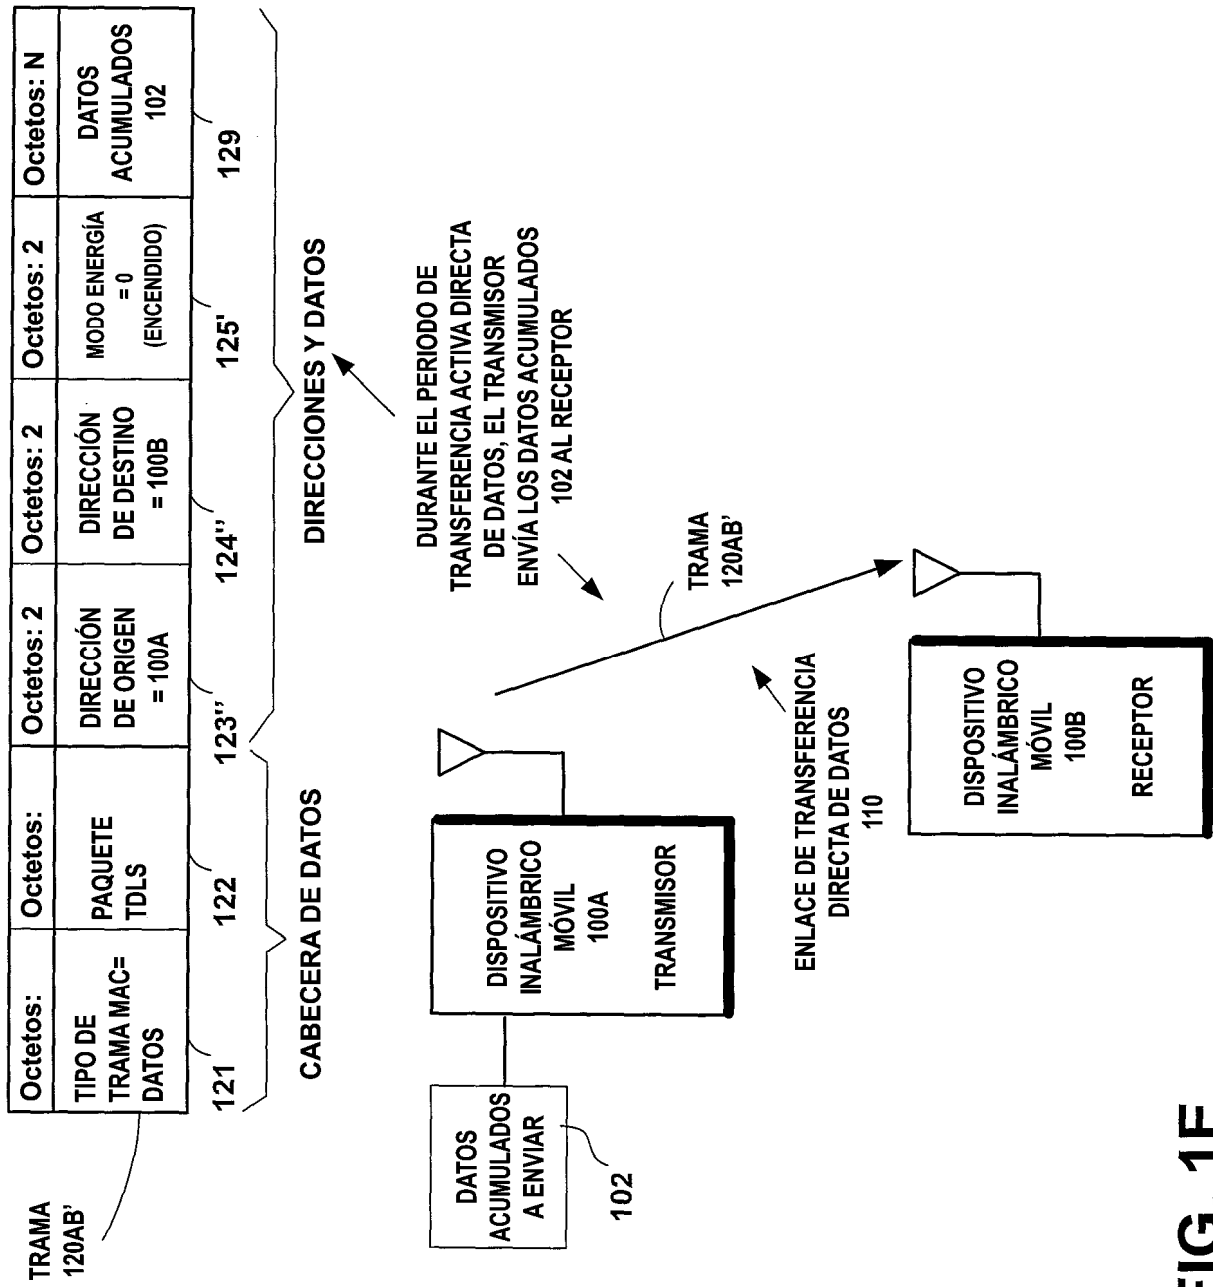 TRAMA
120AB'
Octetos:
Octetos:
Octetos: 2
Octetos: 2
Octetos: 2
Octetos: N
TIPO DE
TRAMA MAC=
DATOS
PAQUETE
TDLS
DIRECCIÓN
DE ORIGEN
= 100A
DIRECCIÓN
DE DESTINO
= 100B
MODO ENERGÍA
= 0
(ENCENDIDO)
DATOS
ACUMULADOS
102
121
122
123''
124''
125'
129
CABECERA DE DATOS
DIRECCIONES Y DATOS
DURANTE EL PERIODO DE
TRANSFERENCIA ACTIVA DIRECTA
DE DATOS, EL TRANSMISOR
ENVÍA LOS DATOS ACUMULADOS
102 AL RECEPTOR
DATOS
ACUMULADOS
A ENVIAR
102
DISPOSITIVO
INALÁMBRICO
MÓVIL
100A
TRANSMISOR
TRAMA
120AB'
ENLACE DE TRANSFERENCIA
DIRECTA DE DATOS
110
DISPOSITIVO
INALÁMBRICO
MÓVIL
100B
RECEPTOR
FIG.